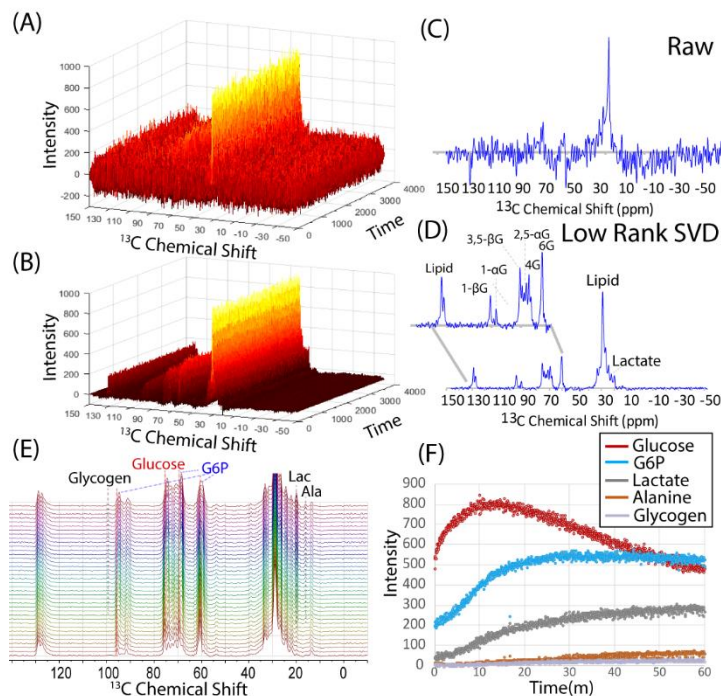 (A)
1000
800
600
400
200
0
-200
Intensity
150 130 110 90 70 50 30 10 -10 -30 -50
13C Chemical Shift
0 1000 2000 3000 4000
Time
(B)
1000
800
600
400
200
0
Intensity
150 130 110 90 70 50 30 10 -10 -30 -50
13C Chemical Shift
0 1000 2000 3000 4000
Time
(C)
Raw
150 130 110 90 70 50 30 10 -10 -30 -50
13C Chemical Shift (ppm)
(D)
Low Rank SVD
3,5-βG
2,5-αG
6G
4G
1-αG
1-βG
Lipid
Lipid
Lactate
150 130 110 90 70 50 30 10 -10 -30 -50
13C Chemical Shift (ppm)
(E)
Glycogen
Glucose
G6P
Lac
Ala
120 100 80 60 40 20 -0
13C Chemical Shift
(F)
Glucose
G6P
Lactate
Alanine
Glycogen
900
800
700
600
500
400
300
200
100
0
Intensity
0 10 20 30 40 50 60
Time(m)